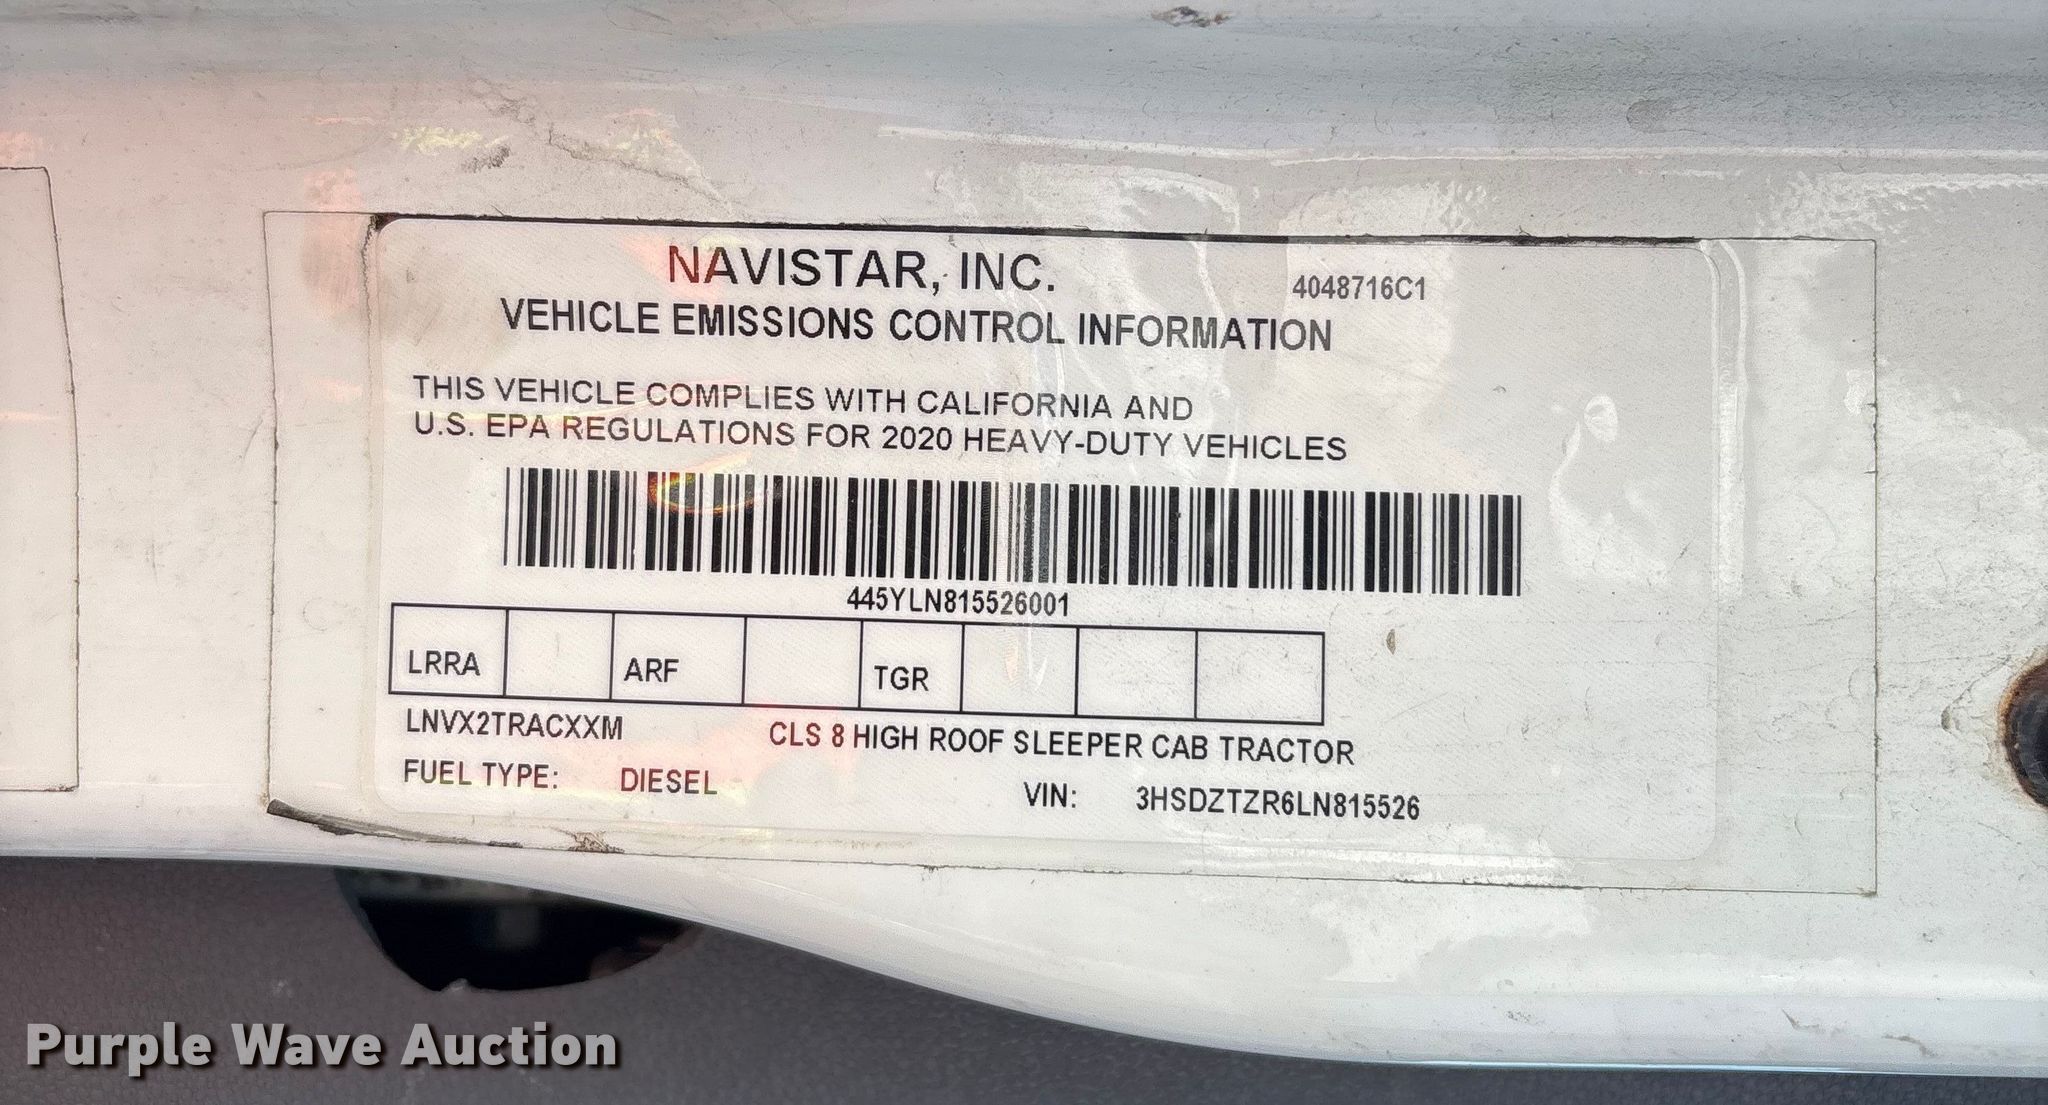 NAVISTAR, INC.
4048716C1
VEHICLE EMISSIONS CONTROL INFORMATION
THIS VEHICLE COMPLIES WITH CALIFORNIA AND
U.S. EPA REGULATIONS FOR 2020 HEAVY-DUTY VEHICLES
445YLN815526001
LRRA ARF TGR
LNVX2TRACXXM CLS 8 HIGH ROOF SLEEPER CAB TRACTOR
FUEL TYPE: DIESEL VIN: 3HSDZTZR6LN815526
Purple Wave Auction